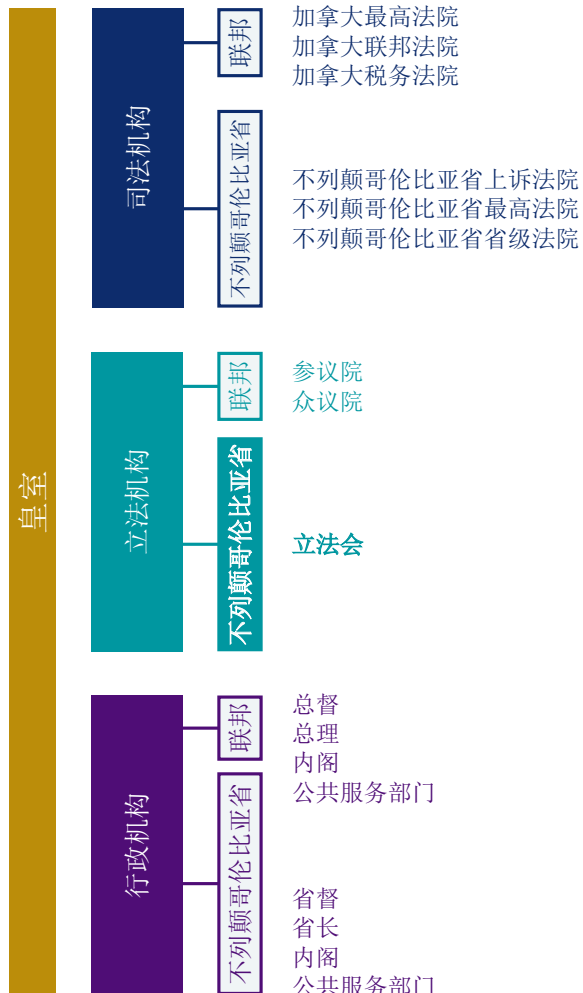 皇室
司法机构
联邦
加拿大最高法院
加拿大联邦法院
加拿大税务法院
不列颠哥伦比亚省
不列颠哥伦比亚省上诉法院
不列颠哥伦比亚省最高法院
不列颠哥伦比亚省省级法院
立法机构
联邦
参议院
众议院
不列颠哥伦比亚省
立法会
行政机构
联邦
总督
总理
内阁
公共服务部门
不列颠哥伦比亚省
省督
省长
内阁
公共服务部门